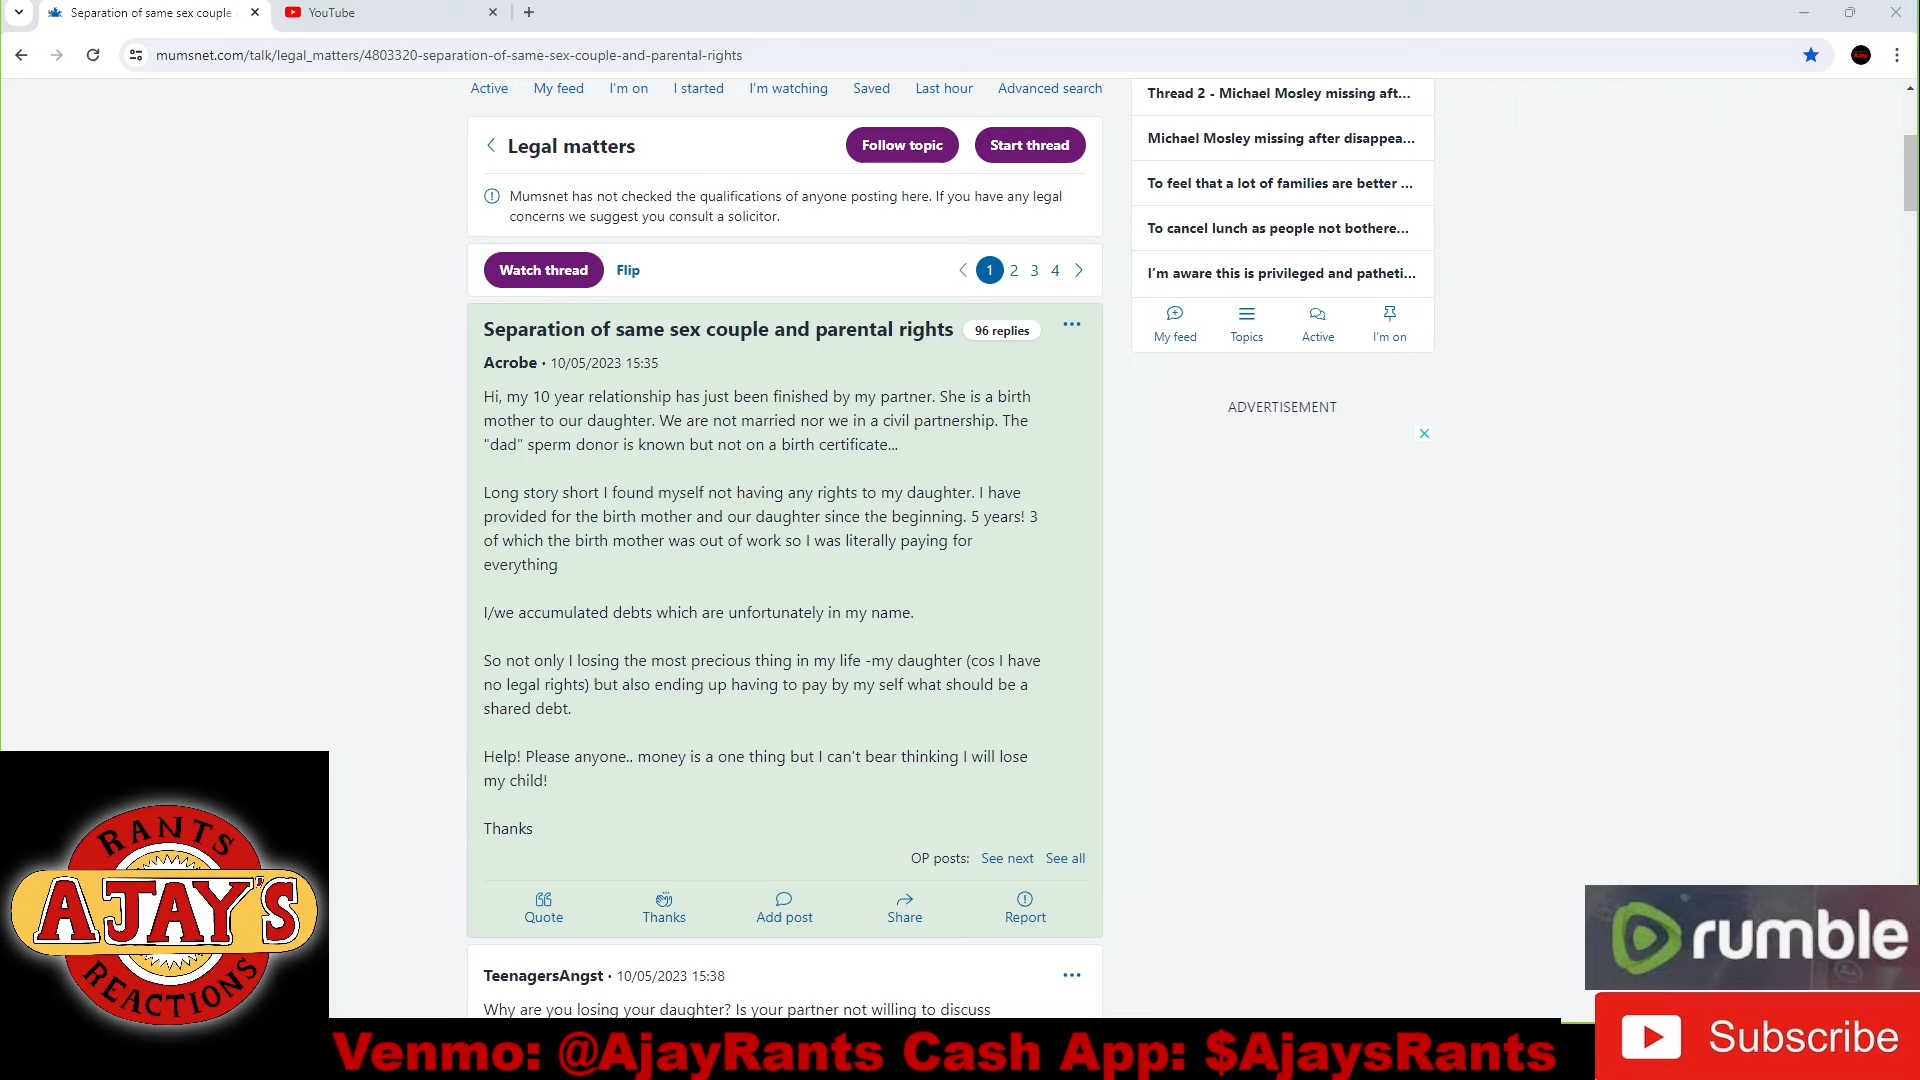 Separation of same sex couple
YouTube
mumsnet.com/talk/legal_matters/4803320-separation-of-same-sex-couple-and-parental-rights
Active My feed I'm on I started I'm watching Saved Last hour Advanced search
Legal matters
Follow topic
Start thread
Mumsnet has not checked the qualifications of anyone posting here. If you have any legal
concerns we suggest you consult a solicitor.
Watch thread
Flip
1 2 3 4
Separation of same sex couple and parental rights
96 replies
Acrobe • 10/05/2023 15:35
Hi, my 10 year relationship has just been finished by my partner. She is a birth
mother to our daughter. We are not married nor we in a civil partnership. The
"dad" sperm donor is known but not on a birth certificate...
Long story short I found myself not having any rights to my daughter. I have
provided for the birth mother and our daughter since the beginning. 5 years! 3
of which the birth mother was out of work so I was literally paying for
everything
I/we accumulated debts which are unfortunately in my name.
So not only I losing the most precious thing in my life -my daughter (cos I have
no legal rights) but also ending up having to pay by my self what should be a
shared debt.
Help! Please anyone.. money is a one thing but I can't bear thinking I will lose
my child!
Thanks
OP posts: See next See all
Quote Thanks Add post Share Report
TeenagersAngst • 10/05/2023 15:38
Why are you losing your daughter? Is your partner not willing to discuss
Thread 2 - Michael Mosley missing aft...
Michael Mosley missing after disappea...
To feel that a lot of families are better ...
To cancel lunch as people not bothere...
I'm aware this is privileged and patheti...
My feed Topics Active I'm on
ADVERTISEMENT
RANTS
AJAY'S
REACTIONS
rumble
Subscribe
Venmo: @AjayRants Cash App: $AjaysRants